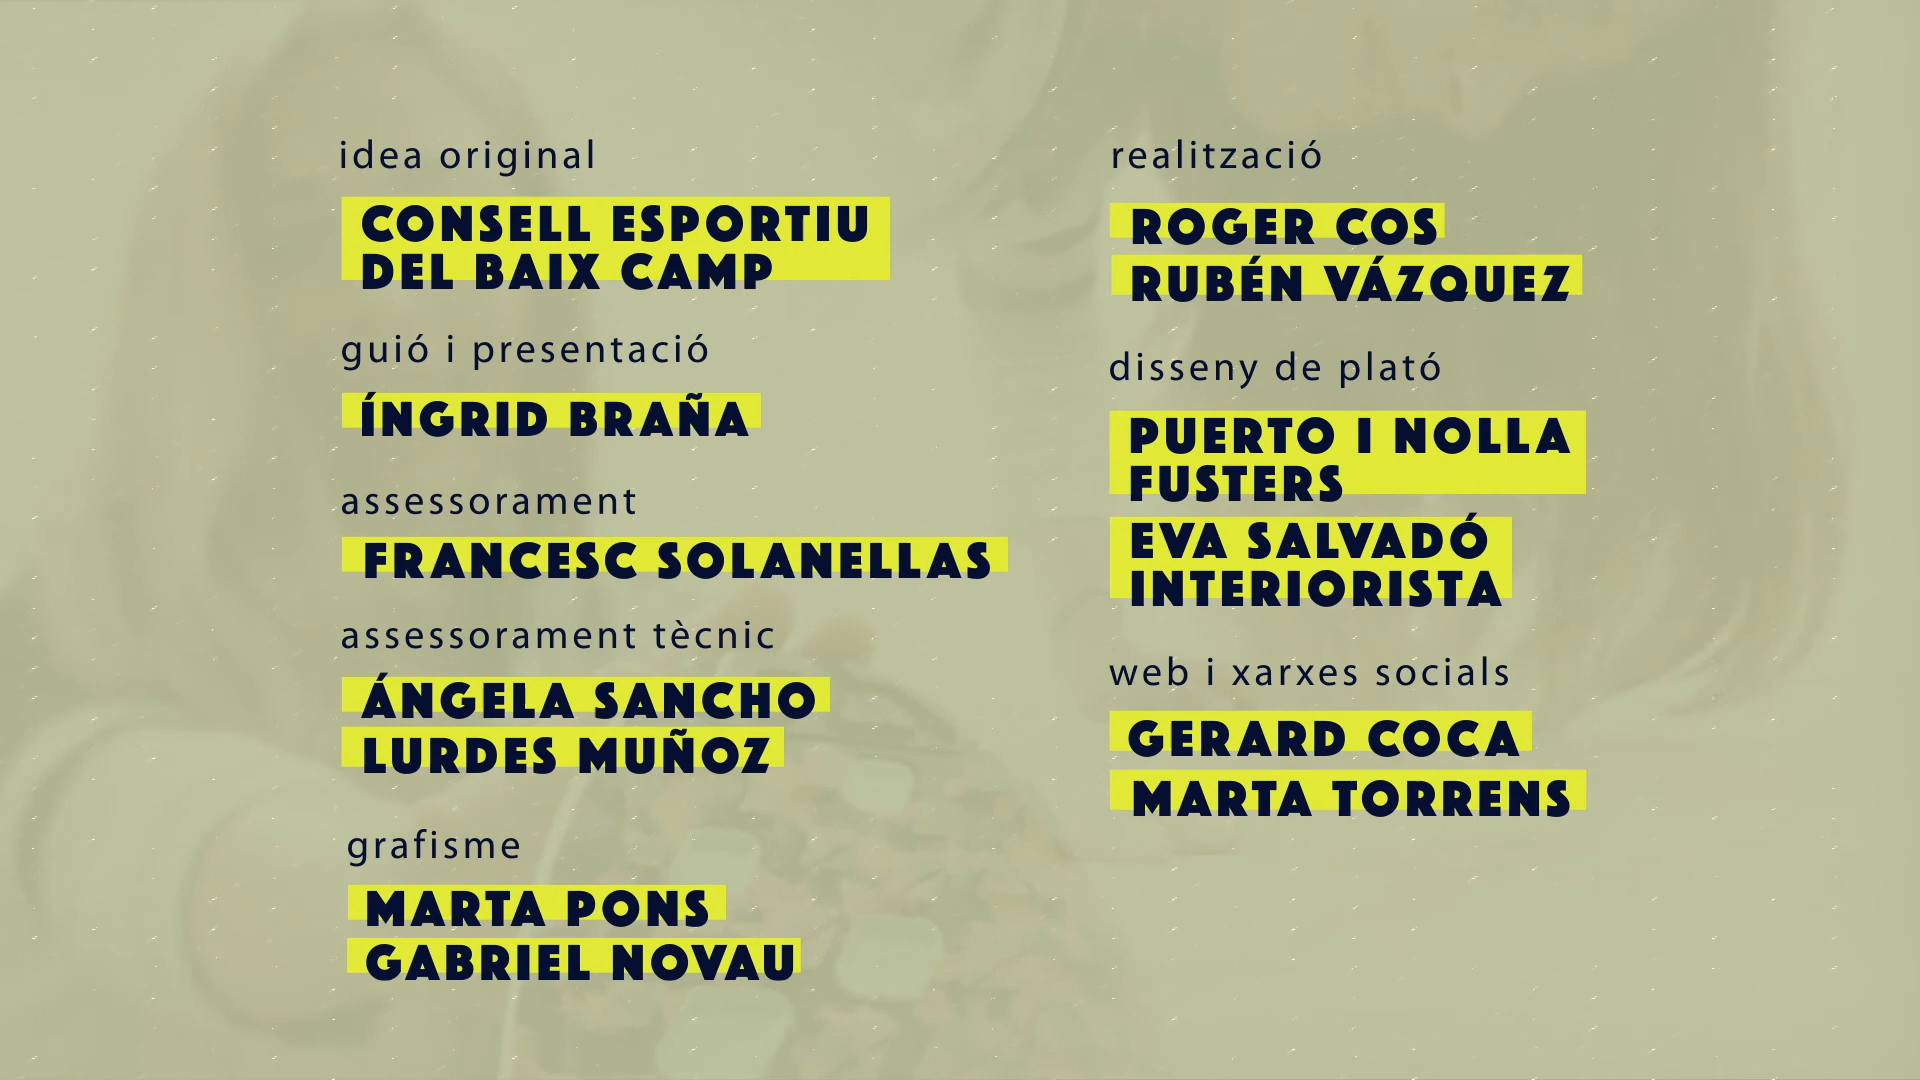 idea original
CONSELL ESPORTIU
DEL BAIX CAMP
guió i presentació
ÍNGRID BRAÑA
assessorament
FRANCESC SOLANELLAS
assessorament tècnic
ÁNGELA SANCHO
LURDES MUÑOZ
grafisme
MARTA PONS
GABRIEL NOVAU
realització
ROGER COS
RUBÉN VÁZQUEZ
disseny de plató
PUERTO I NOLLA
FUSTERS
EVA SALVADÓ
INTERIORISTA
web i xarxes socials
GERARD COCA
MARTA TORRENS